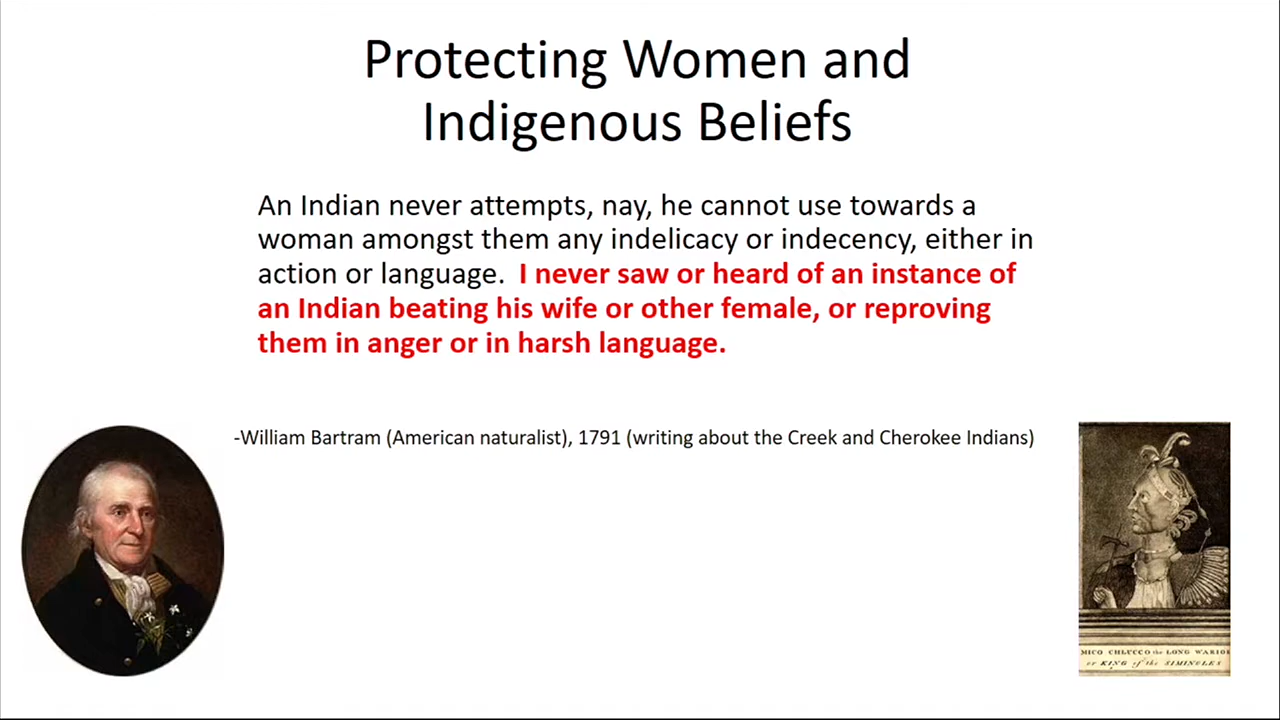 Protecting Women and
Indigenous Beliefs
An Indian never attempts, nay, he cannot use towards a
woman amongst them any indelicacy or indecency, either in
action or language.  I never saw or heard of an instance of
an Indian beating his wife or other female, or reproving
them in anger or in harsh language.
-William Bartram (American naturalist), 1791 (writing about the Creek and Cherokee Indians)
MICO CHLUCCO the LONG WARIOR
or KING of the SIMINOLES